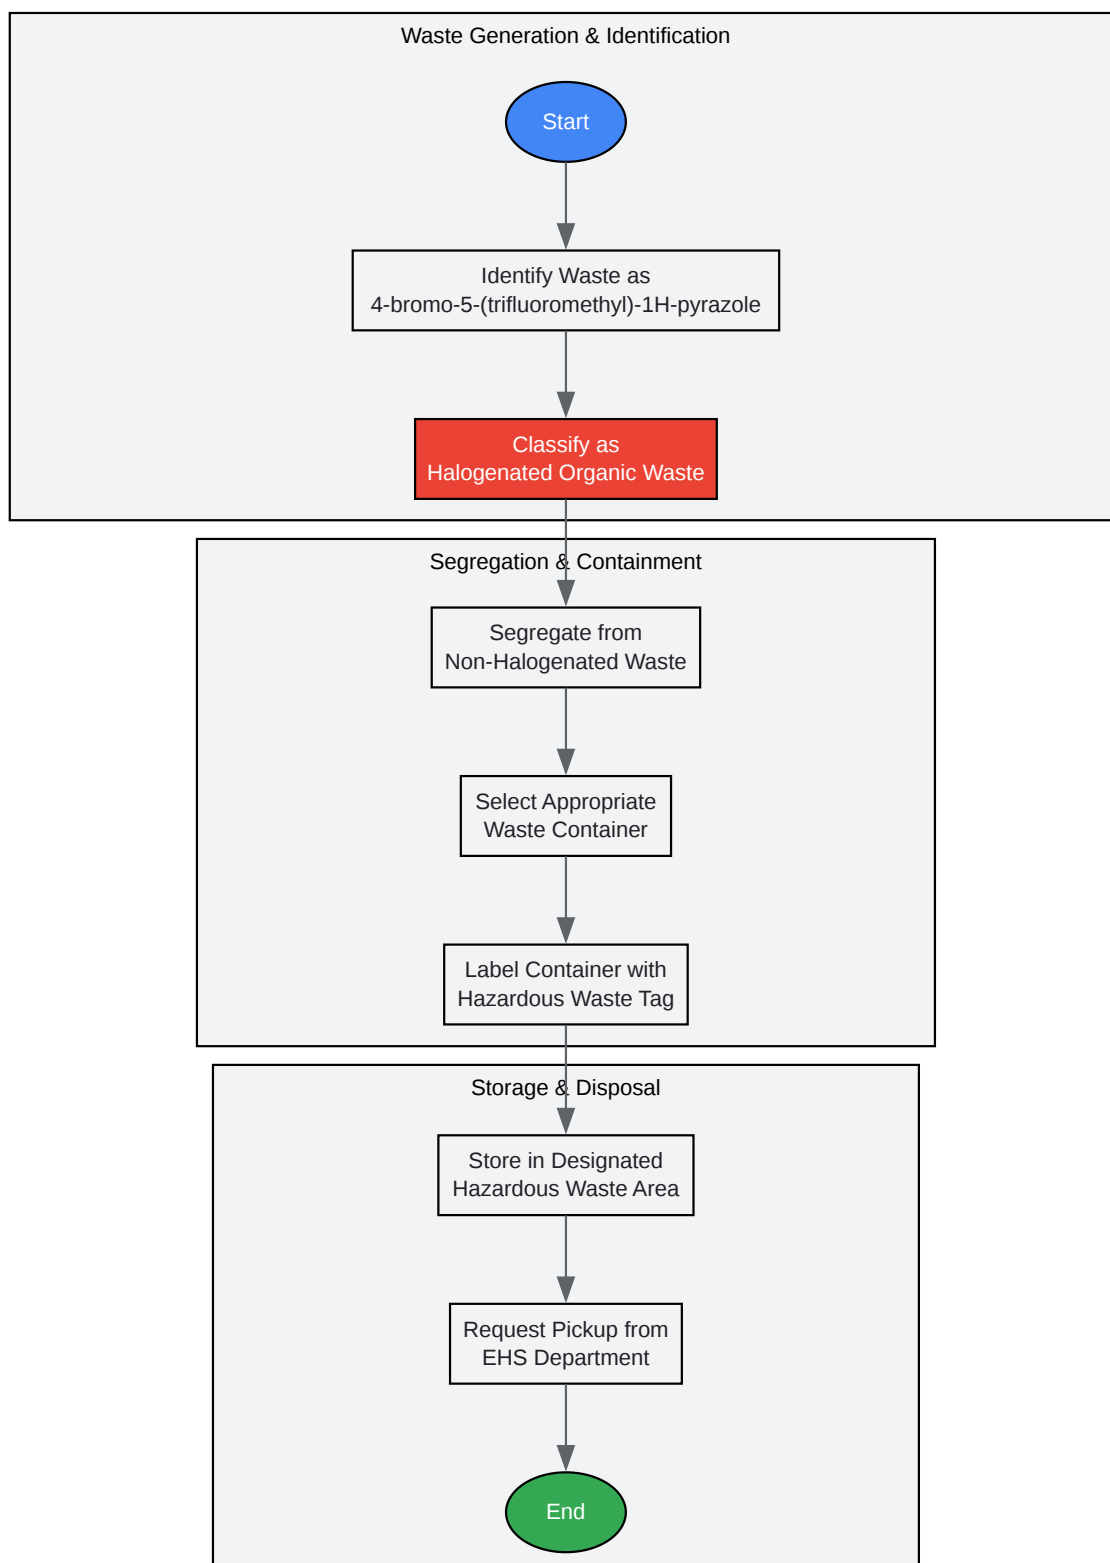 Waste Generation & Identification
Start
Identify Waste as
4-bromo-5-(trifluoromethyl)-1H-pyrazole
Classify as
Halogenated Organic Waste
Segregation & Containment
Segregate from
Non-Halogenated Waste
Select Appropriate
Waste Container
Label Container with
Hazardous Waste Tag
Storage & Disposal
Store in Designated
Hazardous Waste Area
Request Pickup from
EHS Department
End